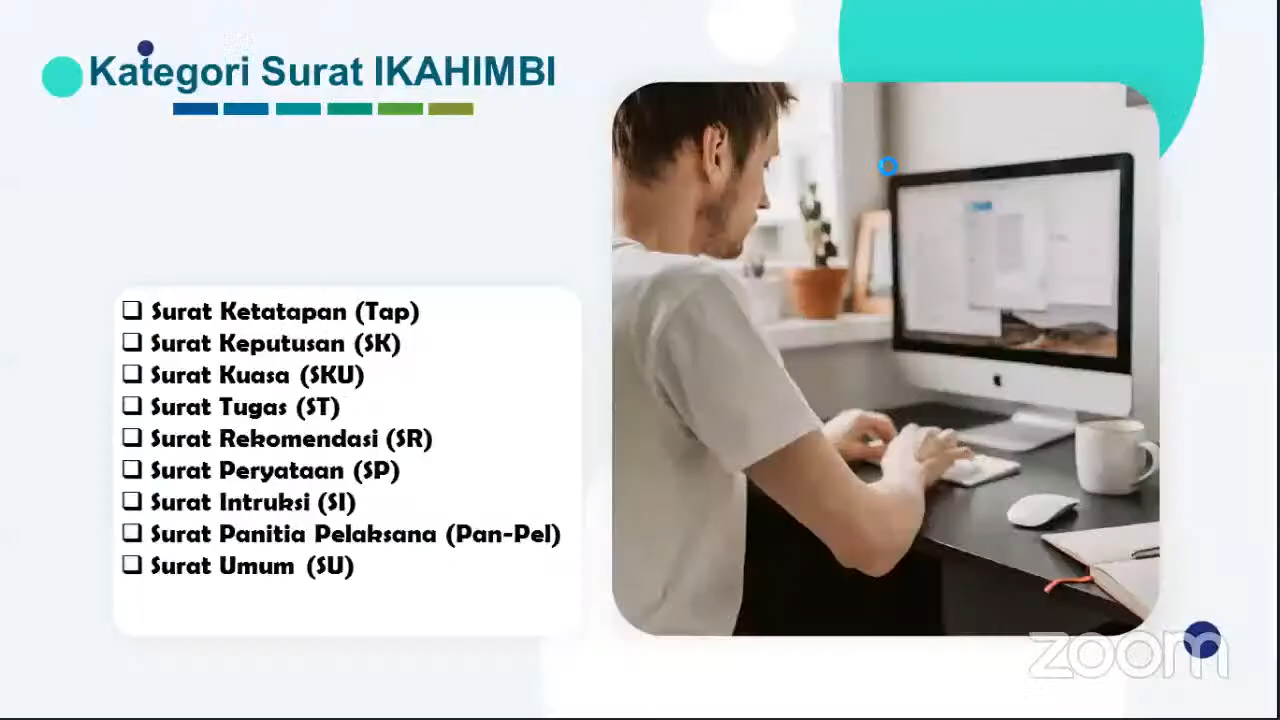 Kategori Surat IKAHIMBI
❑ Surat Ketatapan (Tap)
❑ Surat Keputusan (SK)
❑ Surat Kuasa (SKU)
❑ Surat Tugas (ST)
❑ Surat Rekomendasi (SR)
❑ Surat Peryataan (SP)
❑ Surat Intruksi (SI)
❑ Surat Panitia Pelaksana (Pan-Pel)
❑ Surat Umum (SU)
zoom